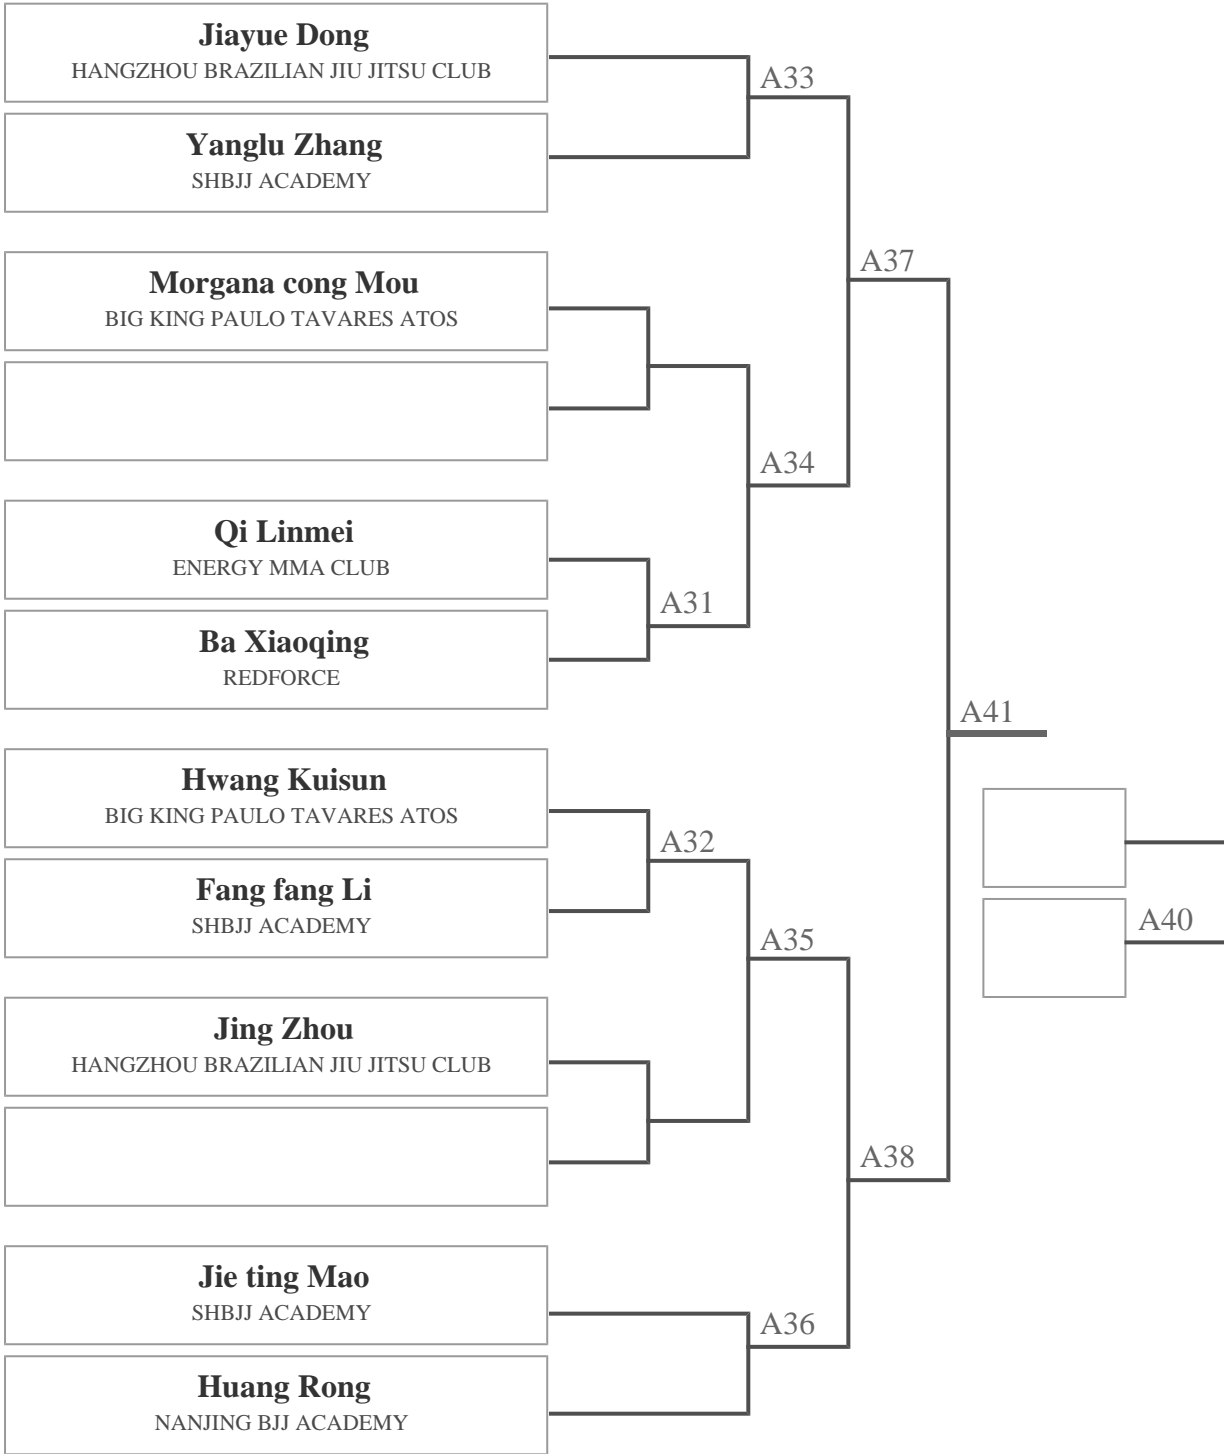 Jiayue Dong
HANGZHOU BRAZILIAN JIU JITSU CLUB
A33
Yanglu Zhang
SHBJJ ACADEMY
A37
Morgana cong Mou
BIG KING PAULO TAVARES ATOS
A34
Qi Linmei
ENERGY MMA CLUB
A31
Ba Xiaoqing
REDFORCE
A41
Hwang Kuisun
BIG KING PAULO TAVARES ATOS
A32
Fang fang Li
SHBJJ ACADEMY
A40
A35
Jing Zhou
HANGZHOU BRAZILIAN JIU JITSU CLUB
A38
Jie ting Mao
SHBJJ ACADEMY
A36
Huang Rong
NANJING BJJ ACADEMY